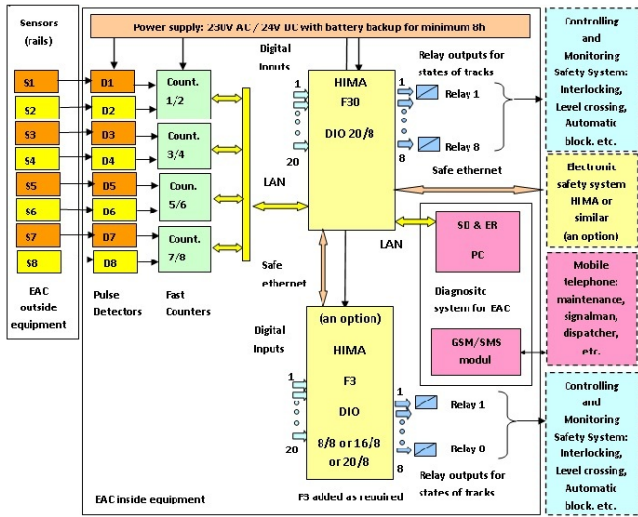 Sensors
(rails)
Power supply: 230V AC / 24V DC with battery backup for minimum 8h
S1
S2
S3
S4
S5
S6
S7
S8
D1
D2
D3
D4
D5
D6
D7
D8
Count.
1/2
Count.
3/4
Count.
5/6
Count.
7/8
EAC
outside
equipment
Pulse
Detectors
Fast
Counters
LAN
Safe
ethernet
Digital
Inputs
1
20
HIMA
F30
DIO 20/8
1
8
Relay outputs for
states of tracks
Relay 1
Relay 8
Safe ethernet
LAN
SD & ER
PC
Diagnositc
system for EAC
GSM/SMS
modul
Digital
Inputs
1
20
(an option)
HIMA
F3
DIO
8/8 or 16/8
or 20/8
1
8
Relay 1
Relay 0
Relay outputs for
states of tracks
F3 added as required
EAC inside equipment
Controlling
and
Monitoring
Safety System:
Interlocking,
Level crossing,
Automatic
block. etc.
Electronic
safety system
HIMA or
similar
(an option)
Mobile
telephone:
maintenance,
signalman,
dispatcher,
etc.
Controlling
and
Monitoring
Safety System:
Interlocking,
Level crossing,
Automatic
block. etc.